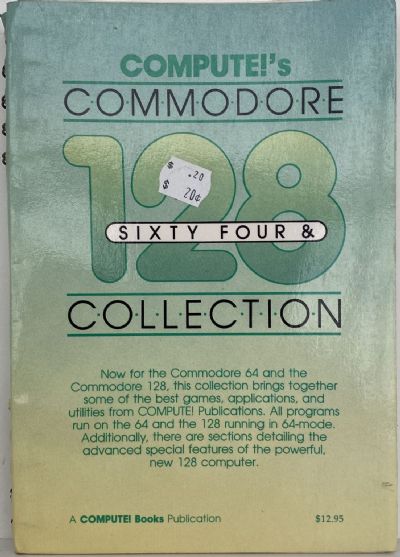 COMPUTE!'s
COMMODORE
128
$ .20
$ 20¢
SIXTY FOUR &
COLLECTION
Now for the Commodore 64 and the
Commodore 128, this collection brings together
some of the best games, applications, and
utilities from COMPUTE! Publications. All programs
run on the 64 and the 128 running in 64-mode.
Additionally, there are sections detailing the
advanced special features of the powerful,
new 128 computer.
A COMPUTE! Books Publication
$12.95